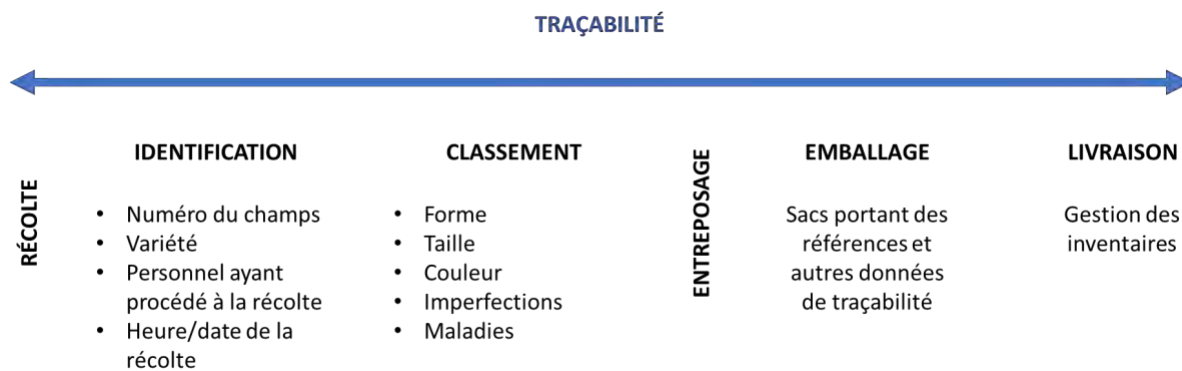 TRAÇABILITÉ
RÉCOLTE
IDENTIFICATION
• Numéro du champs
• Variété
• Personnel ayant
procédé à la récolte
• Heure/date de la
récolte
CLASSEMENT
• Forme
• Taille
• Couleur
• Imperfections
• Maladies
ENTREPOSAGE
EMBALLAGE
Sacs portant des
références et
autres données
de traçabilité
LIVRAISON
Gestion des
inventaires